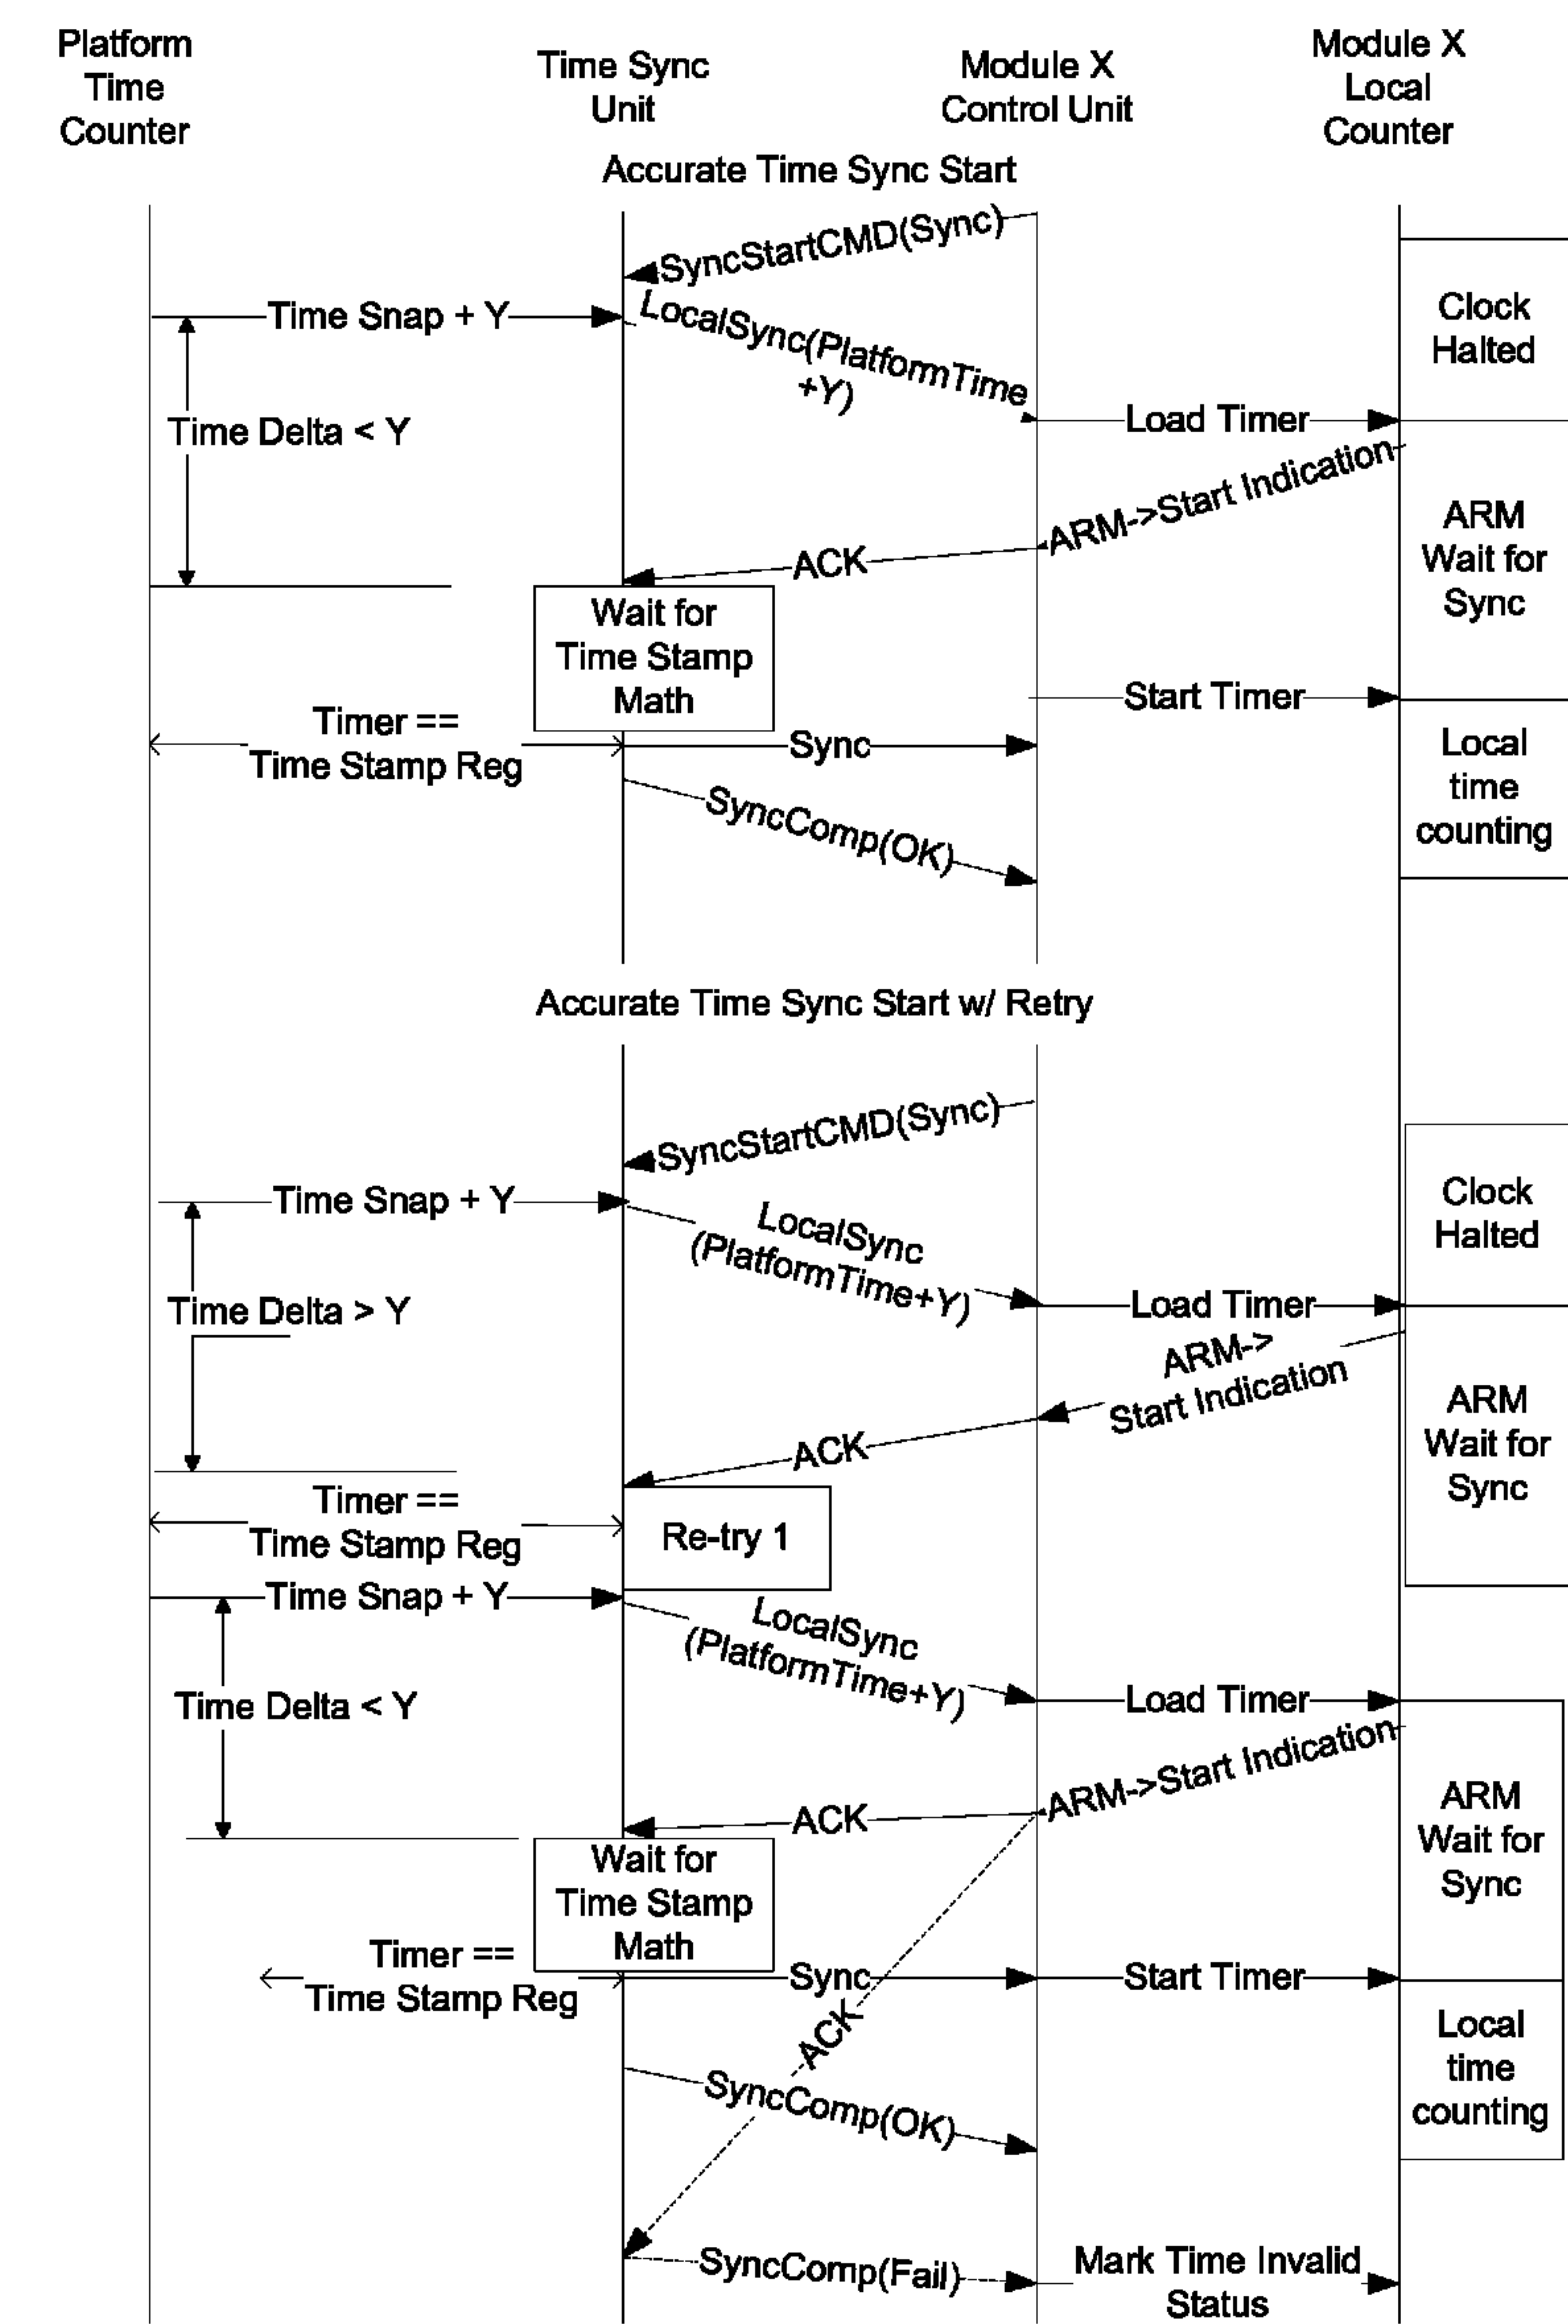 Platform
Time
Counter
Time Sync
Unit
Module X
Control Unit
Module X
Local
Counter
Accurate Time Sync Start
SyncStartCMD(Sync)
Time Snap + Y
LocalSync(PlatformTime
+Y)
Clock
Halted
Time Delta < Y
Load Timer
ARM->Start Indication
ACK
ARM
Wait for
Sync
Wait for
Time Stamp
Math
Start Timer
Timer ==
Time Stamp Reg
Sync
Local
time
counting
SyncComp(OK)
Accurate Time Sync Start w/ Retry
SyncStartCMD(Sync)
Time Snap + Y
LocalSync
(PlatformTime+Y)
Clock
Halted
Time Delta > Y
Load Timer
ARM->
Start Indication
ACK
ARM
Wait for
Sync
Timer ==
Time Stamp Reg
Re-try 1
Time Snap + Y
LocalSync
(PlatformTime+Y)
Time Delta < Y
Load Timer
ARM->Start Indication
ACK
ARM
Wait for
Sync
Wait for
Time Stamp
Math
Timer ==
Time Stamp Reg
Sync
Start Timer
ACK
Local
time
counting
SyncComp(OK)
SyncComp(Fail)
Mark Time Invalid
Status